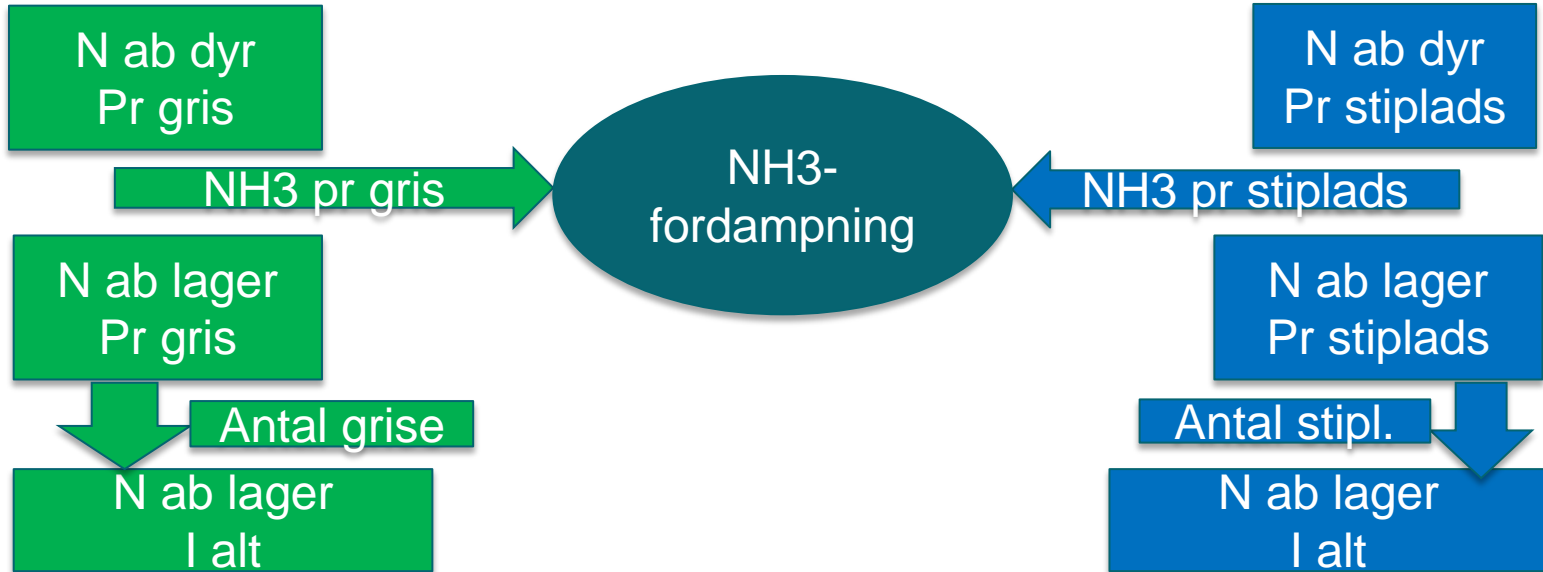 N ab dyr
Pr gris
NH3 pr gris
N ab lager
Pr gris
Antal grise
N ab lager
I alt
NH3-
fordampning
N ab dyr
Pr stiplads
NH3 pr stiplads
N ab lager
Pr stiplads
Antal stipl.
N ab lager
I alt